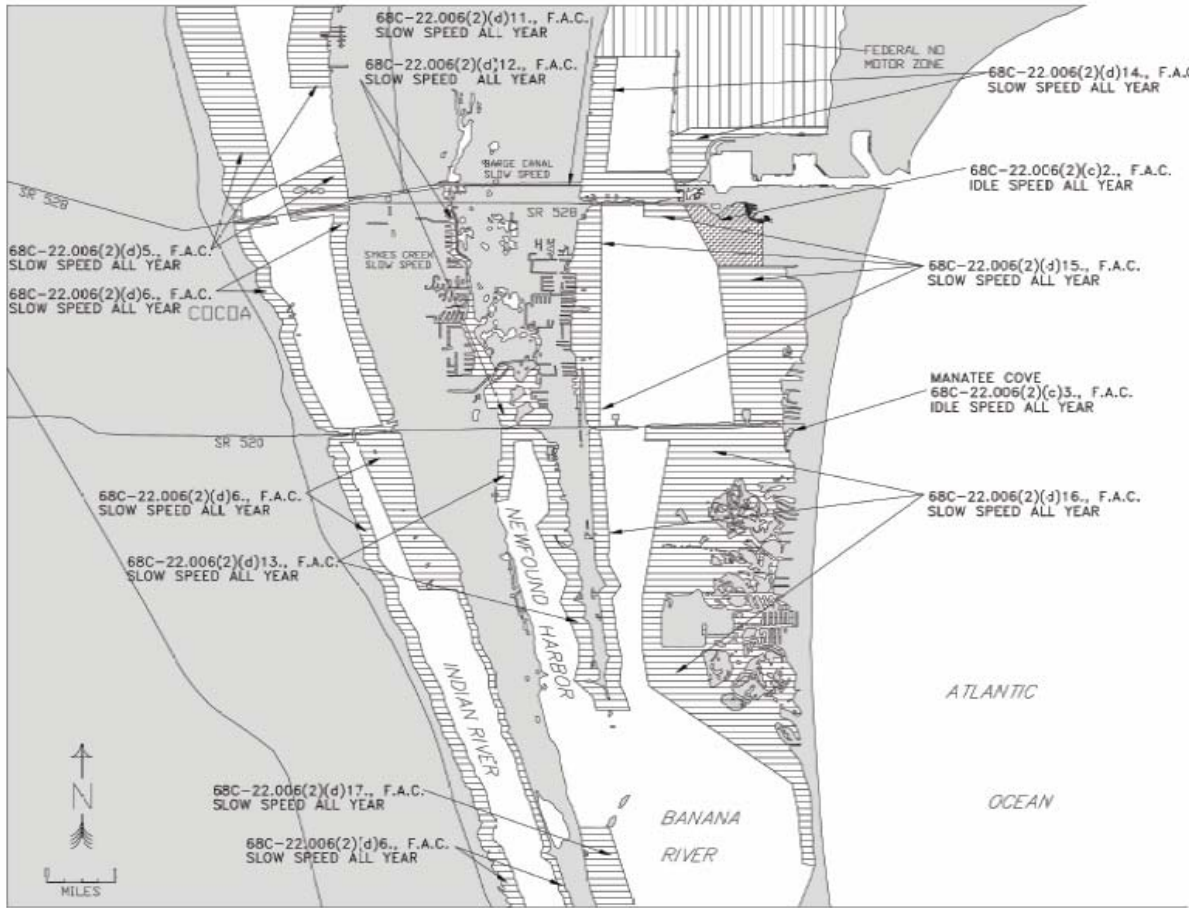 68C-22.006(2)(d)11., F.A.C.
SLOW SPEED ALL YEAR
68C-22.006(2)(d)12., F.A.C.
SLOW SPEED ALL YEAR
FEDERAL NO
MOTOR ZONE
68C-22.006(2)(d)14., F.A.C
SLOW SPEED ALL YEAR
BARGE CANAL
SLOW SPEED
68C-22.006(2)(c)2., F.A.C.
IDLE SPEED ALL YEAR
SR 528
SR 528
68C-22.006(2)(d)5., F.A.C.
SLOW SPEED ALL YEAR
SYKES CREEK
SLOW SPEED
68C-22.006(2)(d)15., F.A.C.
SLOW SPEED ALL YEAR
68C-22.006(2)(d)6., F.A.C.
SLOW SPEED ALL YEAR
COCOA
MANATEE COVE
68C-22.006(2)(c)3., F.A.C.
IDLE SPEED ALL YEAR
SR 520
68C-22.006(2)(d)6., F.A.C.
SLOW SPEED ALL YEAR
68C-22.006(2)(d)16., F.A.C.
SLOW SPEED ALL YEAR
68C-22.006(2)(d)13., F.A.C.
SLOW SPEED ALL YEAR
NEWFOUND HARBOR
INDIAN RIVER
ATLANTIC
OCEAN
68C-22.006(2)(d)17., F.A.C.
SLOW SPEED ALL YEAR
BANANA
RIVER
68C-22.006(2)(d)6., F.A.C.
SLOW SPEED ALL YEAR
N
MILES